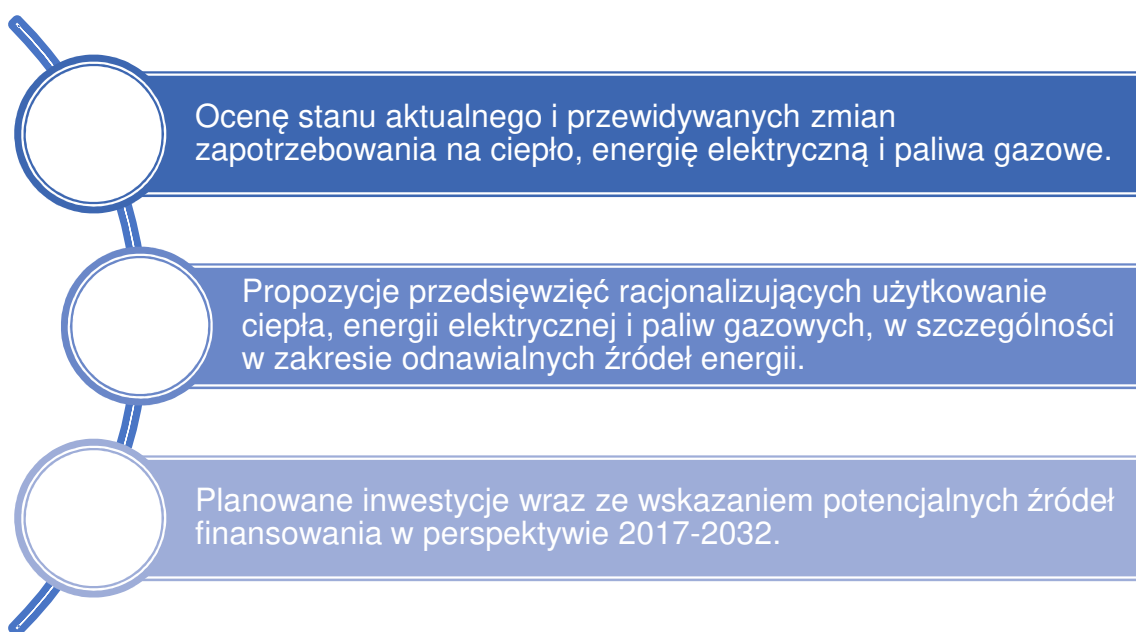 Ocenę stanu aktualnego i przewidywanych zmian
zapotrzebowania na ciepło, energię elektryczną i paliwa gazowe.
Propozycje przedsięwzięć racjonalizujących użytkowanie
ciepła, energii elektrycznej i paliw gazowych, w szczególności
w zakresie odnawialnych źródeł energii.
Planowane inwestycje wraz ze wskazaniem potencjalnych źródeł
finansowania w perspektywie 2017-2032.